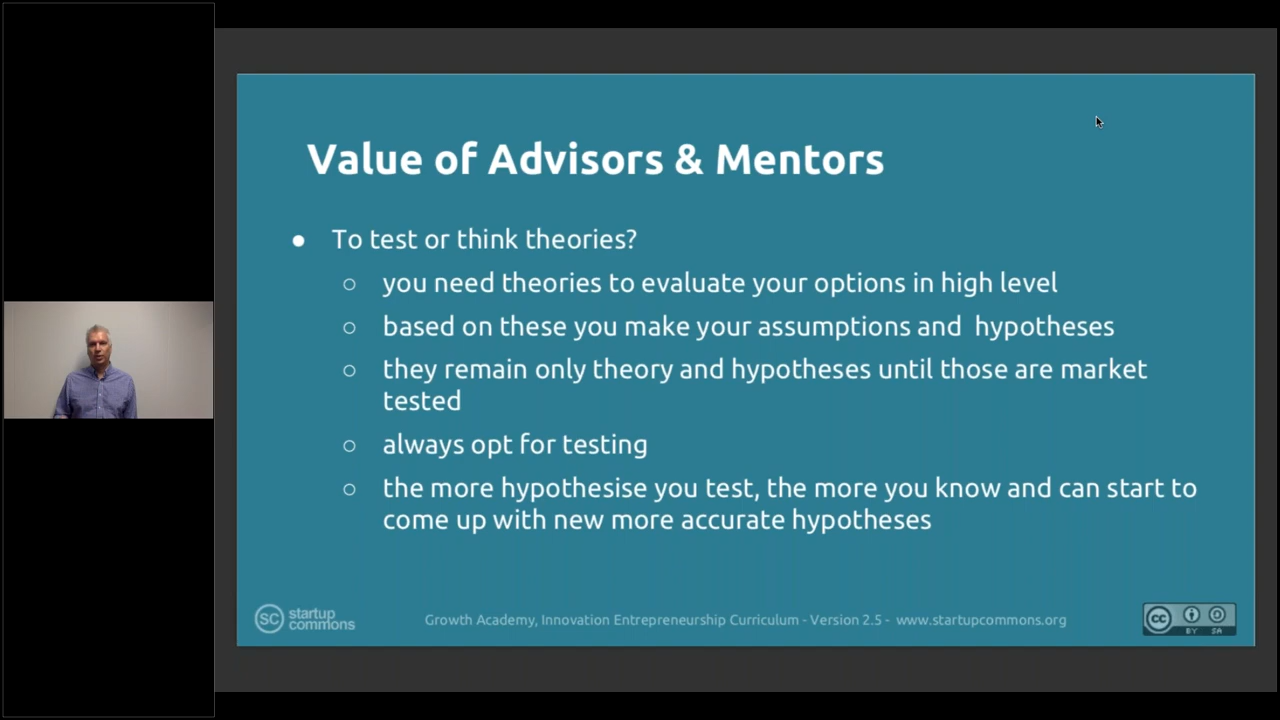 Value of Advisors & Mentors
● To test or think theories?
○ you need theories to evaluate your options in high level
○ based on these you make your assumptions and  hypotheses
○ they remain only theory and hypotheses until those are market
tested
○ always opt for testing
○ the more hypothesise you test, the more you know and can start to
come up with new more accurate hypotheses
SC startup
commons
Growth Academy, Innovation Entrepreneurship Curriculum - Version 2.5 -  www.startupcommons.org
cc
BY SA